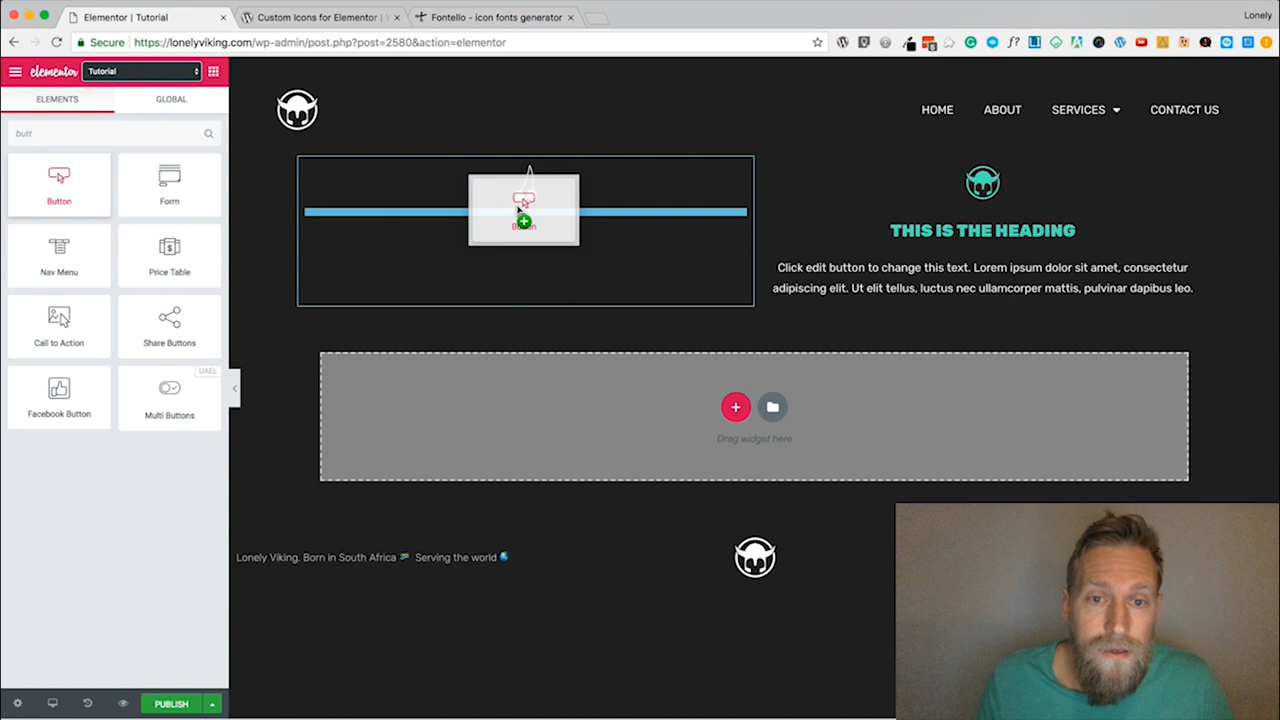 Elementor | Tutorial
Custom Icons for Elementor |
Fontello - icon fonts generator
Lonely
Secure
https://lonelyviking.com/wp-admin/post.php?post=2580&action=elementor
elementor
Tutorial
ELEMENTS
GLOBAL
butt
Button
Form
Nav Menu
Price Table
Call to Action
Share Buttons
UAEL
Facebook Button
Multi Buttons
PUBLISH
HOME
ABOUT
SERVICES
CONTACT US
Button
THIS IS THE HEADING
Click edit button to change this text. Lorem ipsum dolor sit amet, consectetur
adipiscing elit. Ut elit tellus, luctus nec ullamcorper mattis, pulvinar dapibus leo.
Drag widget here
Lonely Viking. Born in South Africa 🇿🇦 Serving the world 🌍